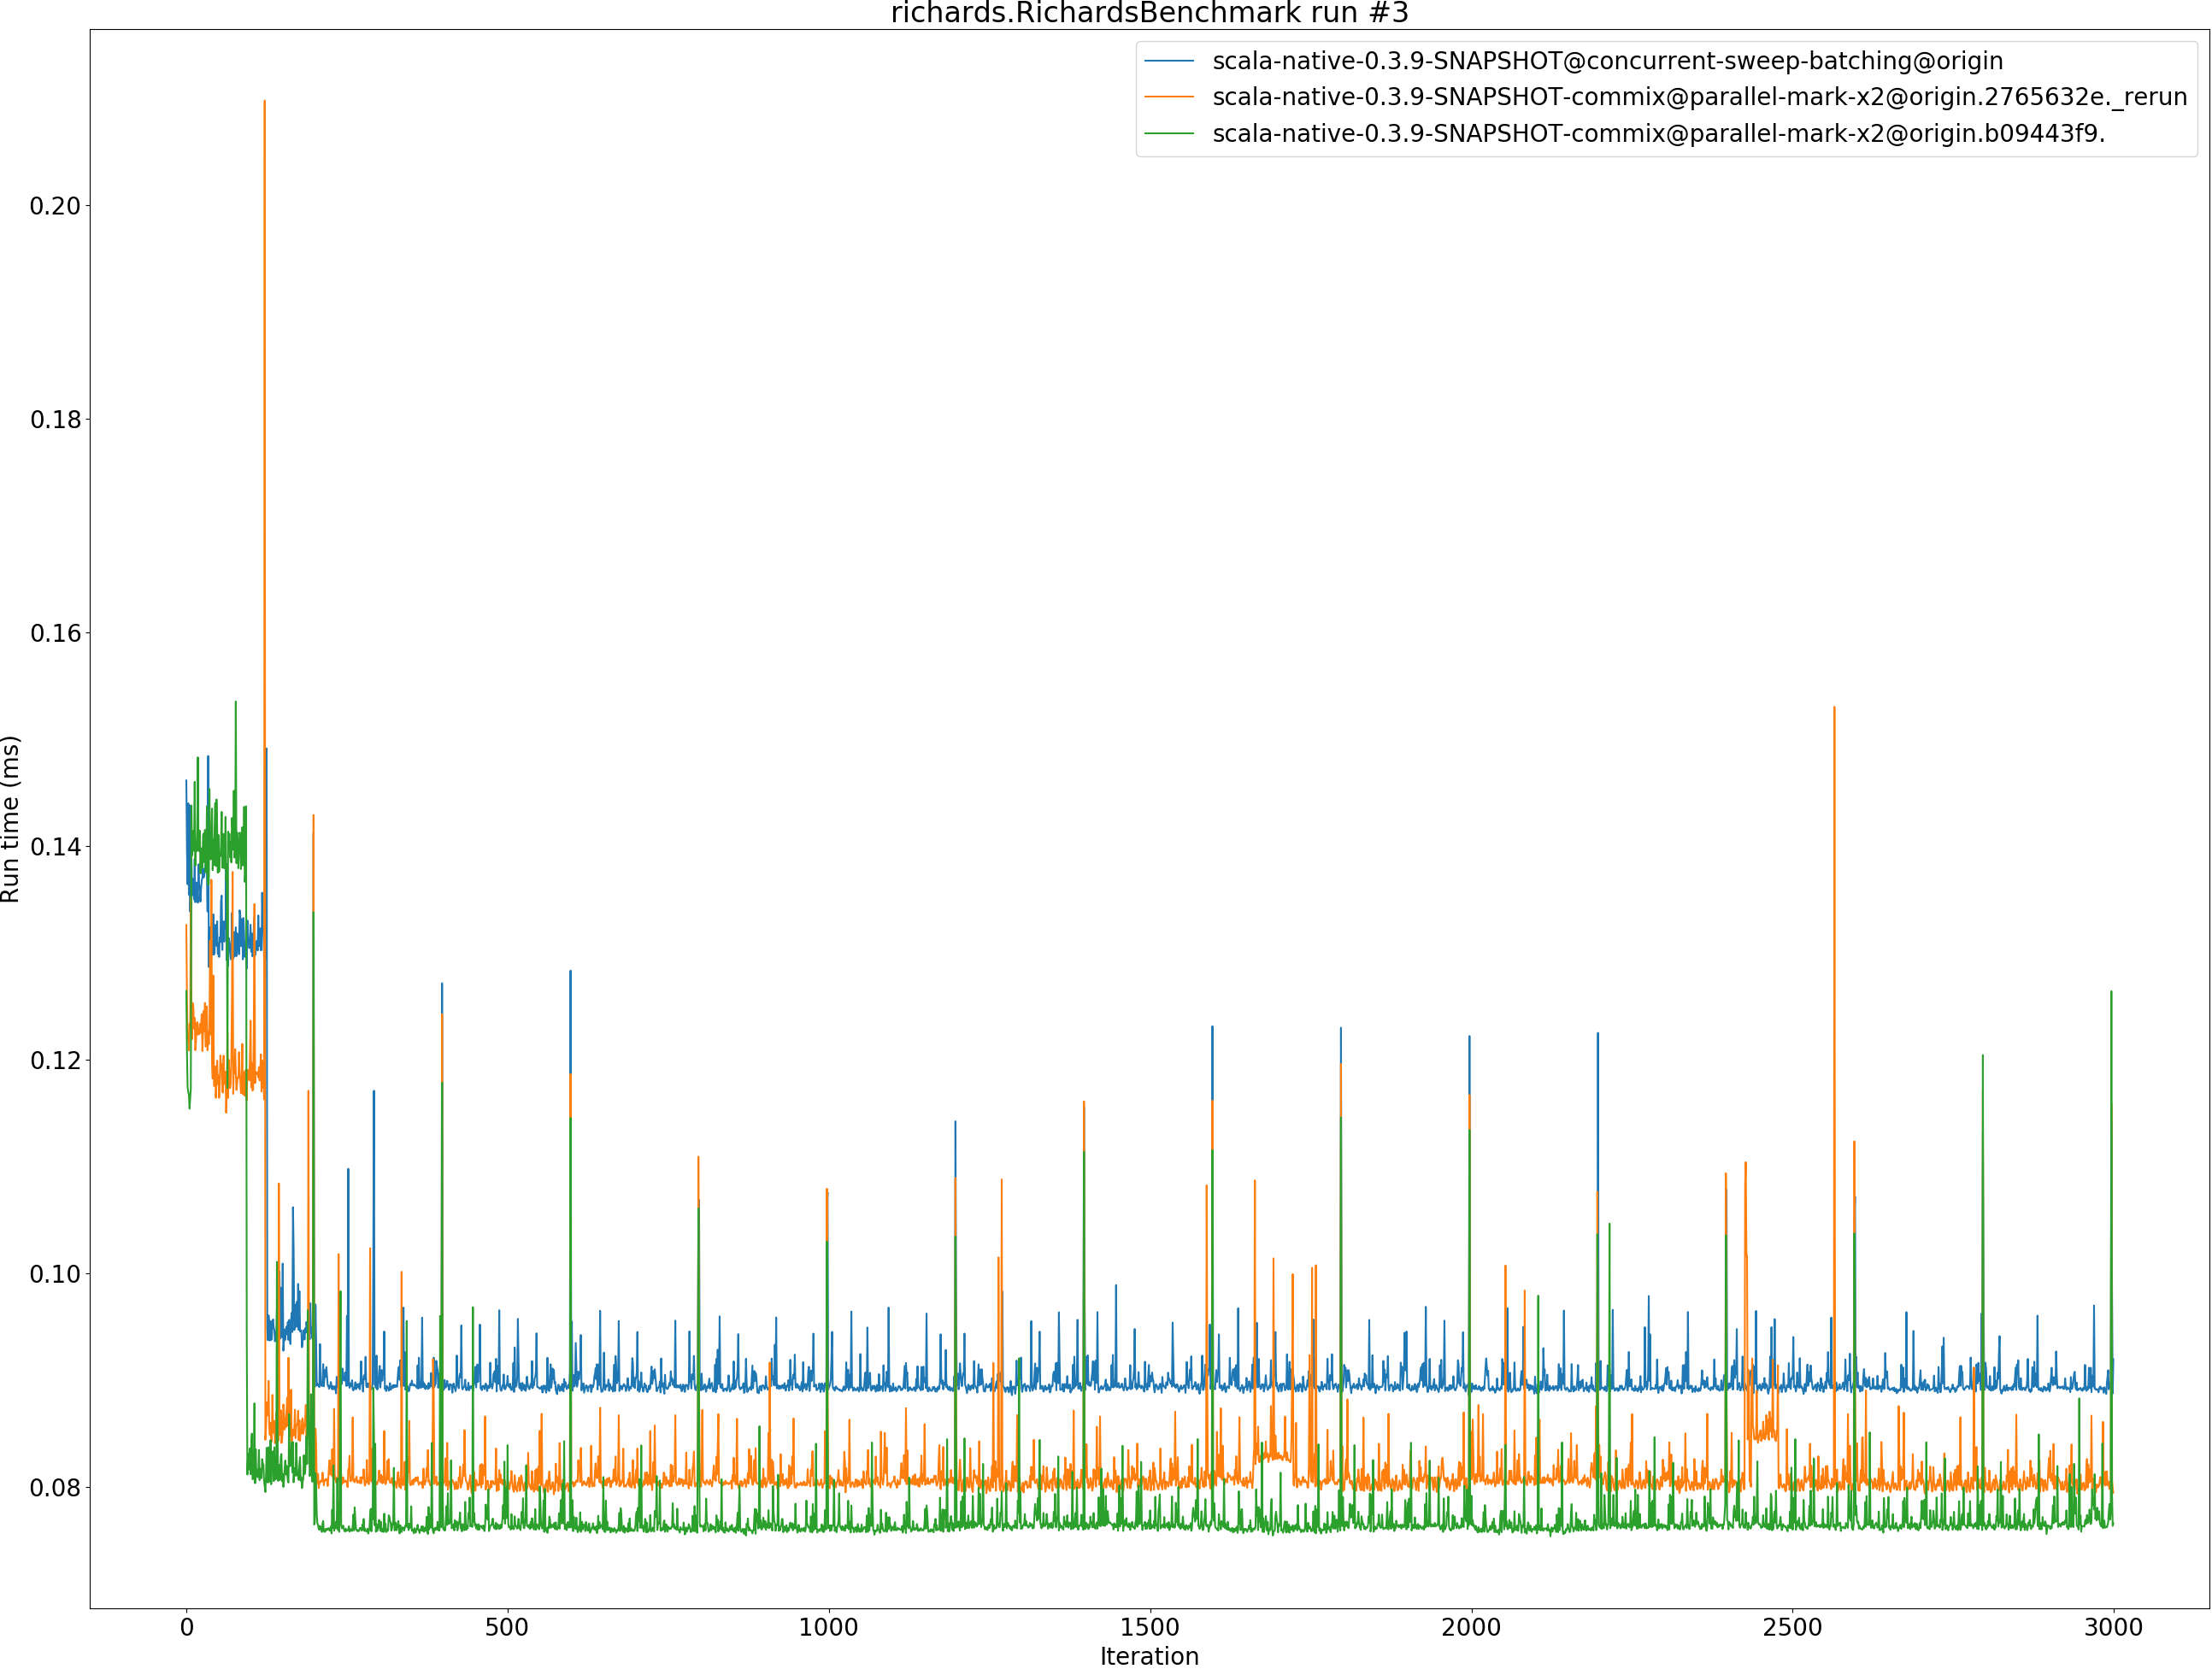 richards.RichardsBenchmark run #3
scala-native-0.3.9-SNAPSHOT@concurrent-sweep-batching@origin
scala-native-0.3.9-SNAPSHOT-commix@parallel-mark-x2@origin.2765632e._rerun
scala-native-0.3.9-SNAPSHOT-commix@parallel-mark-x2@origin.b09443f9.
Run time (ms)
0.20
0.18
0.16
0.14
0.12
0.10
0.08
0 500 1000 1500 2000 2500 3000
Iteration